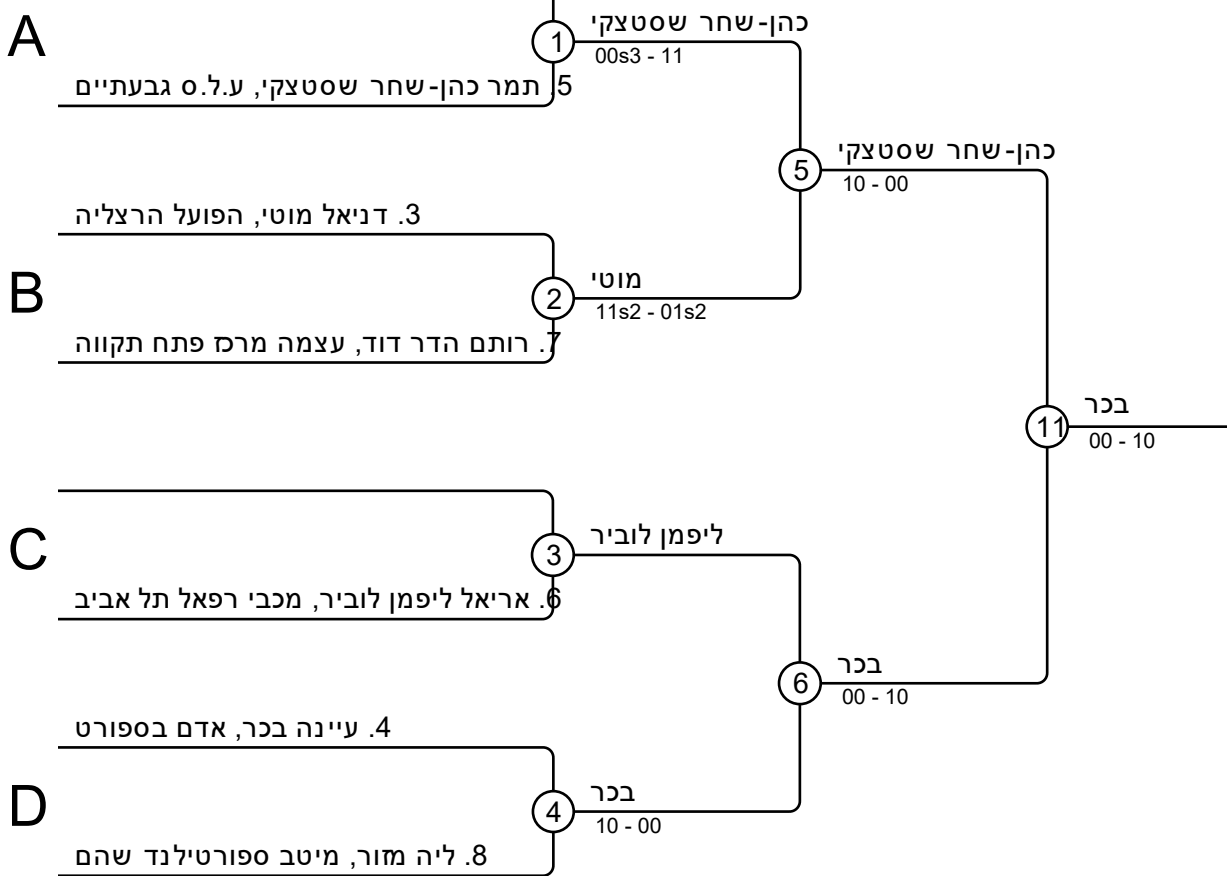 A
1
כהן-שחר שסטצקי
00s3 - 11
5. תמר כהן-שחר שסטצקי, ע.ל.ס גבעתיים
5
כהן-שחר שסטצקי
10 - 00
3. דניאל מוטי, הפועל הרצליה
B
2
מוטי
11s2 - 01s2
7. רותם הדר דוד, עצמה מרכז פתח תקווה
11
בכר
00 - 10
C
3
ליפמן לוביר
6. אריאל ליפמן לוביר, מכבי רפאל תל אביב
6
בכר
00 - 10
4. עיינה בכר, אדם בספורט
D
4
בכר
10 - 00
8. ליה מזור, מיטב ספורטילנד שהם